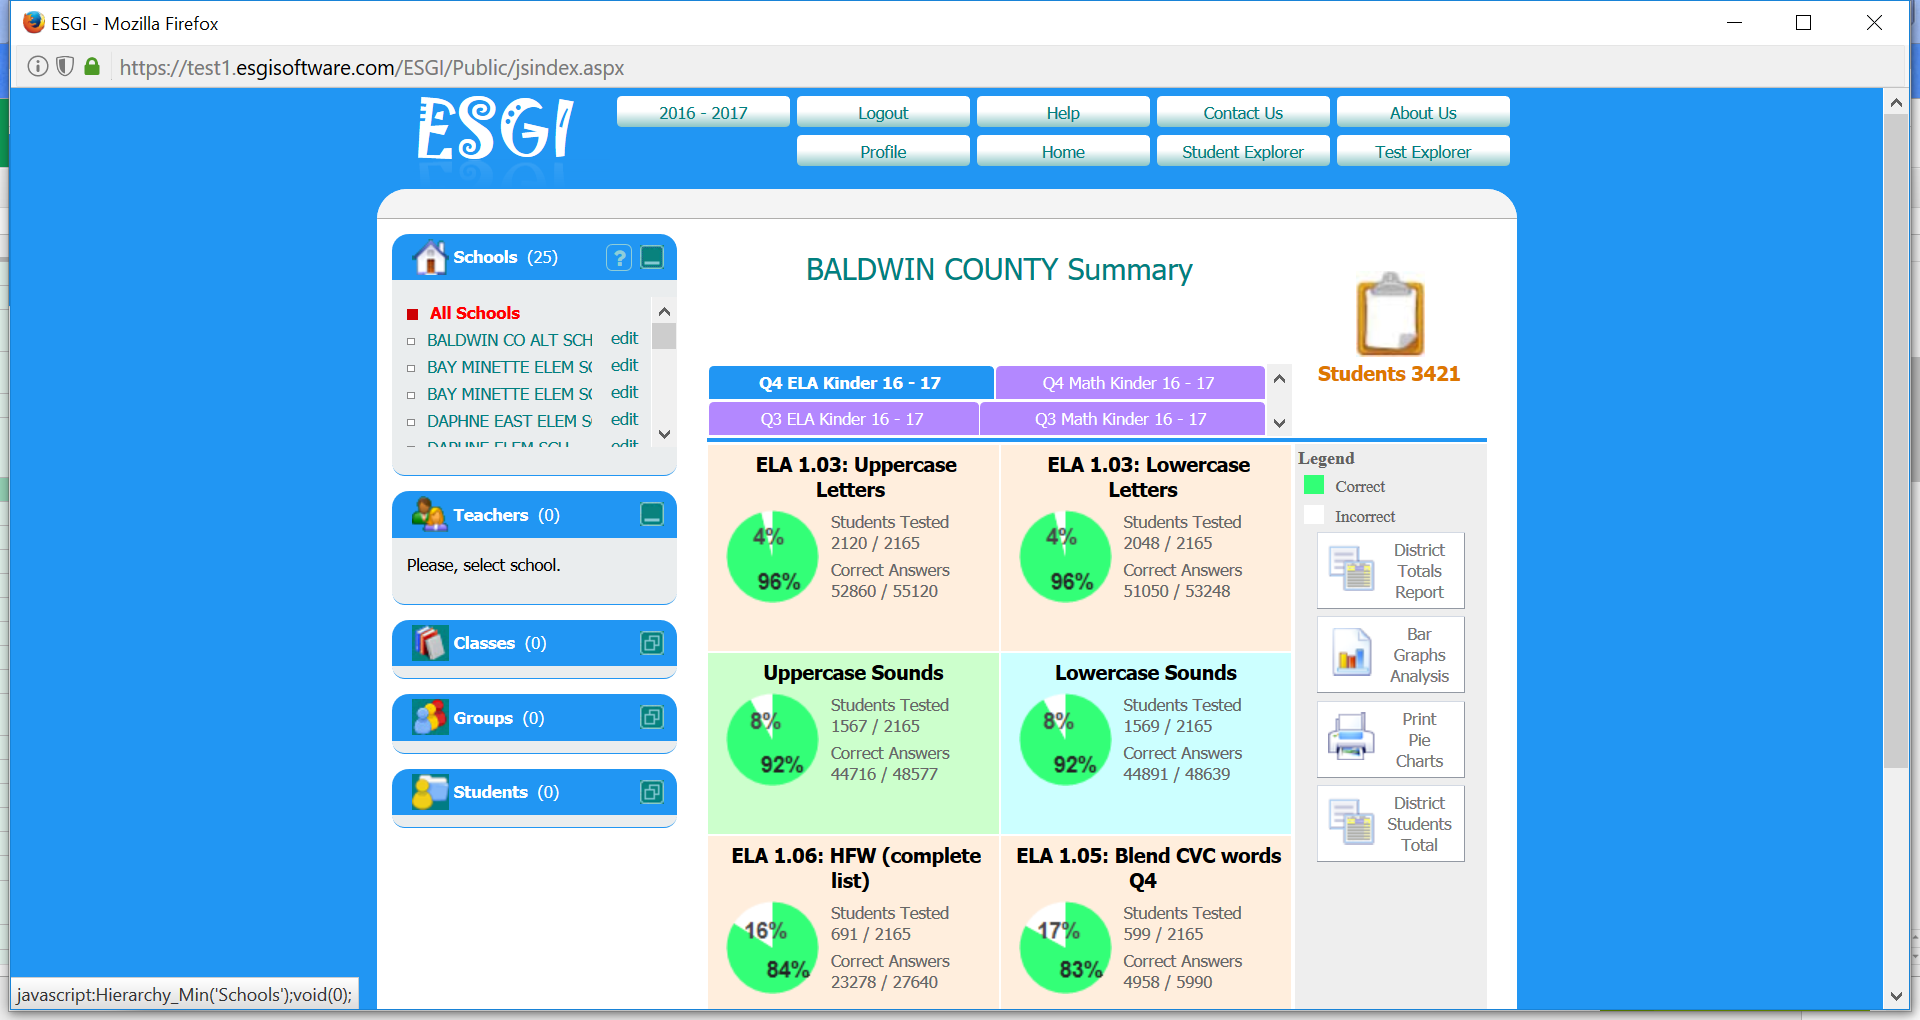 ESGI - Mozilla Firefox
https://test1.esgisoftware.com/ESGI/Public/jsindex.aspx
ESGI
2016 - 2017
Logout
Help
Contact Us
About Us
Profile
Home
Student Explorer
Test Explorer
Schools (25)
?
All Schools
BALDWIN CO ALT SCH edit
BAY MINETTE ELEM SC edit
BAY MINETTE ELEM SC edit
DAPHNE EAST ELEM SC edit
DAPHNE ELEM SCH edit
Teachers (0)
Please, select school.
Classes (0)
Groups (0)
Students (0)
BALDWIN COUNTY Summary
Students 3421
Q4 ELA Kinder 16 - 17
Q4 Math Kinder 16 - 17
Q3 ELA Kinder 16 - 17
Q3 Math Kinder 16 - 17
ELA 1.03: Uppercase
Letters
4%
96%
Students Tested
2120 / 2165
Correct Answers
52860 / 55120
ELA 1.03: Lowercase
Letters
4%
96%
Students Tested
2048 / 2165
Correct Answers
51050 / 53248
Uppercase Sounds
8%
92%
Students Tested
1567 / 2165
Correct Answers
44716 / 48577
Lowercase Sounds
8%
92%
Students Tested
1569 / 2165
Correct Answers
44891 / 48639
ELA 1.06: HFW (complete
list)
16%
84%
Students Tested
691 / 2165
Correct Answers
23278 / 27640
ELA 1.05: Blend CVC words
Q4
17%
83%
Students Tested
599 / 2165
Correct Answers
4958 / 5990
Legend
Correct
Incorrect
District
Totals
Report
Bar
Graphs
Analysis
Print
Pie
Charts
District
Students
Total
javascript:Hierarchy_Min('Schools');void(0);